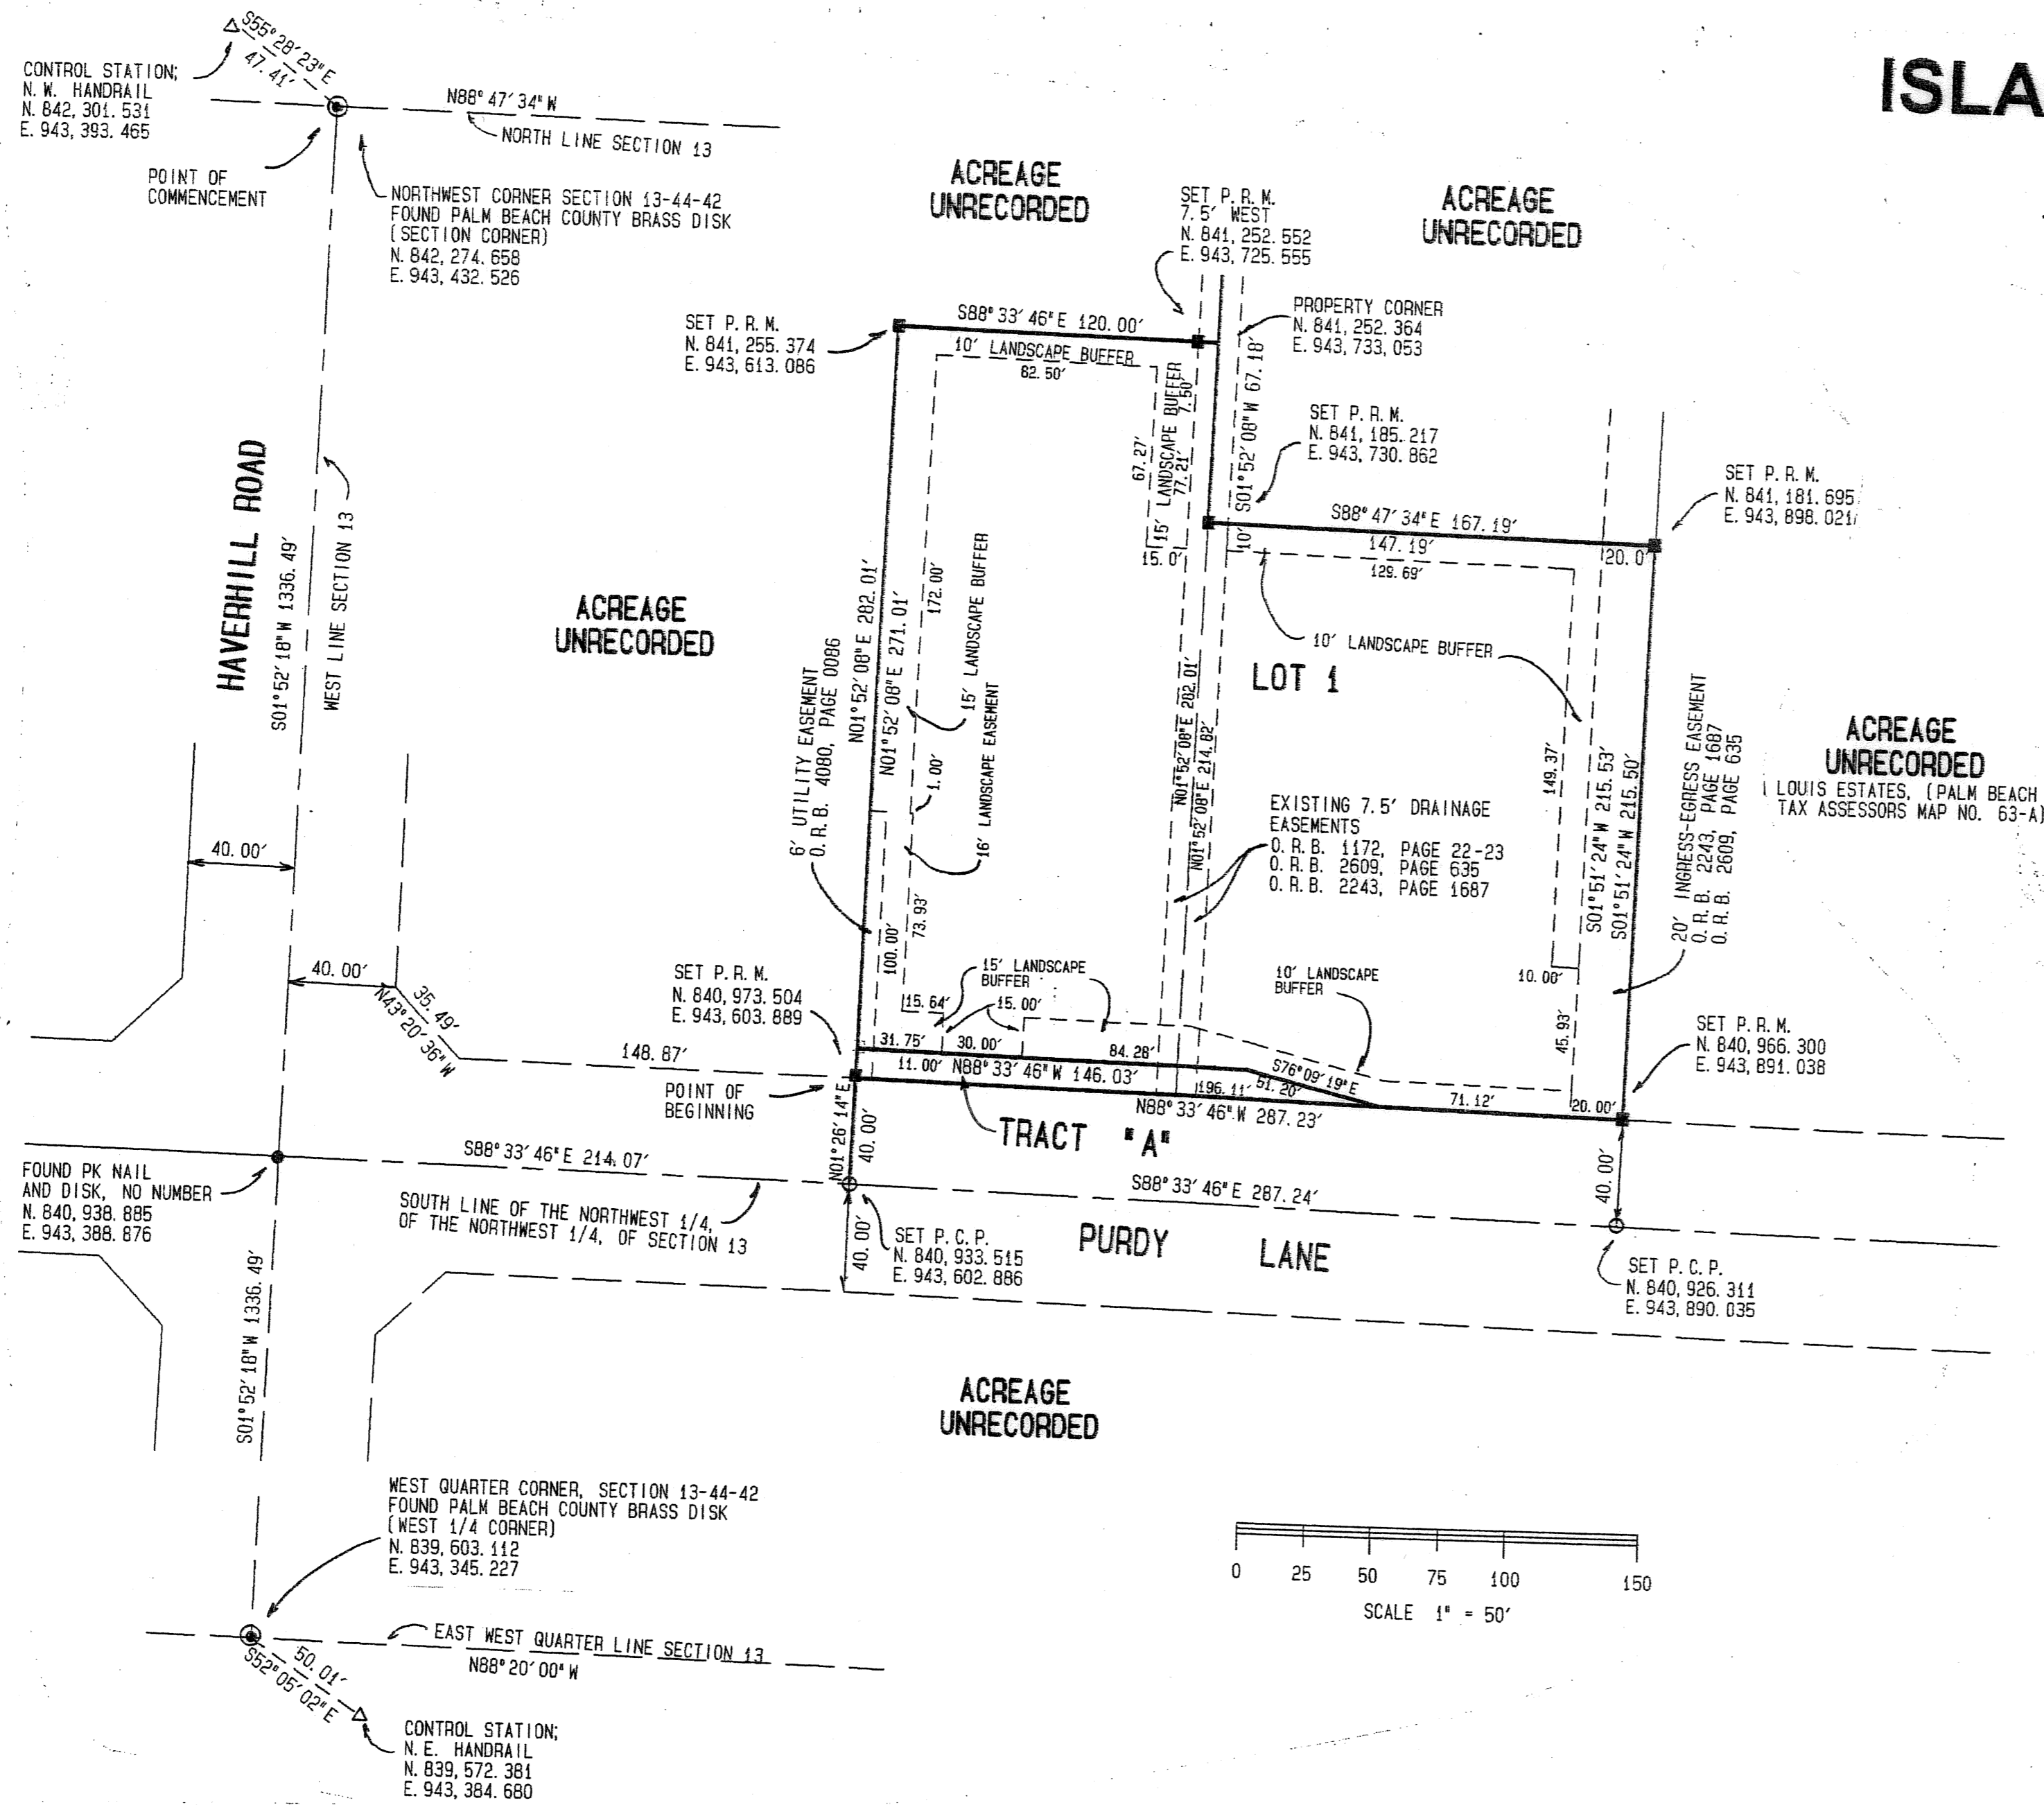 ISLA
S55°28'23"E
47.41'
CONTROL STATION;
N. W. HANDRAIL
N. 842, 301. 531
E. 943, 393. 465
N88°47'34"W
NORTH LINE SECTION 13
POINT OF
COMMENCEMENT
NORTHWEST CORNER SECTION 13-44-42
FOUND PALM BEACH COUNTY BRASS DISK
(SECTION CORNER)
N. 842, 274. 658
E. 943, 432. 526
ACREAGE
UNRECORDED
SET P. R. M.
7.5' WEST
N. 841, 252. 552
E. 943, 725. 555
ACREAGE
UNRECORDED
PROPERTY CORNER
N. 841, 252. 364
E. 943, 733, 053
SET P. R. M.
N. 841, 255. 374
E. 943, 613. 086
S88°33'46"E 120.00'
10' LANDSCAPE BUFFER
82.50'
7.50'
15' LANDSCAPE BUFFER
67.27'
77.21'
15.0'
S01°52'08"W 67.18'
10'
SET P. R. M.
N. 841, 185. 217
E. 943, 730. 862
SET P. R. M.
N. 841, 181. 695
E. 943, 898. 021
S88°47'34"E 167.19'
147.19'
20.0'
129.69'
HAVERHILL ROAD
S01°52'18"W 1336.49'
WEST LINE SECTION 13
ACREAGE
UNRECORDED
N01°52'08"E 282.01'
N01°52'08"E 271.01'
172.00'
15' LANDSCAPE BUFFER
16' LANDSCAPE EASEMENT
1.00'
6' UTILITY EASEMENT
O. R. B. 4080, PAGE 0086
10' LANDSCAPE BUFFER
LOT 1
N01°52'08"E 202.01'
N01°52'08"E 214.82'
EXISTING 7.5' DRAINAGE
EASEMENTS
O. R. B. 1172, PAGE 22-23
O. R. B. 2609, PAGE 635
O. R. B. 2243, PAGE 1687
149.37'
S01°51'24"W 215.53'
S01°51'24"W 215.50'
20' INGRESS-EGRESS EASEMENT
O. R. B. 2243, PAGE 1687
O. R. B. 2609, PAGE 635
ACREAGE
UNRECORDED
LOUIS ESTATES, (PALM BEACH
TAX ASSESSORS MAP NO. 63-A)
40.00'
40.00'
35.49'
N43°20'36"W
148.87'
SET P. R. M.
N. 840, 973. 504
E. 943, 603. 889
POINT OF
BEGINNING
73.93'
100.00'
15.64'
15' LANDSCAPE
BUFFER
15.00'
10' LANDSCAPE
BUFFER
10.00'
45.93'
SET P. R. M.
N. 840, 966. 300
E. 943, 891. 038
31.75'
30.00'
84.28'
11.00'
N88°33'46"W 146.03'
S76°09'19"E
51.20'
196.11'
71.12'
20.00'
N88°33'46"W 287.23'
TRACT "A"
N01°26'14"E
40.00'
40.00'
S88°33'46"E 214.07'
S88°33'46"E 287.24'
FOUND PK NAIL
AND DISK, NO NUMBER
N. 840, 938. 885
E. 943, 388. 876
SOUTH LINE OF THE NORTHWEST 1/4,
OF THE NORTHWEST 1/4, OF SECTION 13
40.00'
SET P. C. P.
N. 840, 933. 515
E. 943, 602. 886
PURDY LANE
SET P. C. P.
N. 840, 926. 311
E. 943, 890. 035
S01°52'18"W 1336.49'
ACREAGE
UNRECORDED
WEST QUARTER CORNER, SECTION 13-44-42
FOUND PALM BEACH COUNTY BRASS DISK
(WEST 1/4 CORNER)
N. 839, 603. 112
E. 943, 345. 227
EAST WEST QUARTER LINE SECTION 13
N88°20'00"W
50.01'
S52°05'02"E
CONTROL STATION;
N. E. HANDRAIL
N. 839, 572. 381
E. 943, 384. 680
0 25 50 75 100 150
SCALE 1" = 50'